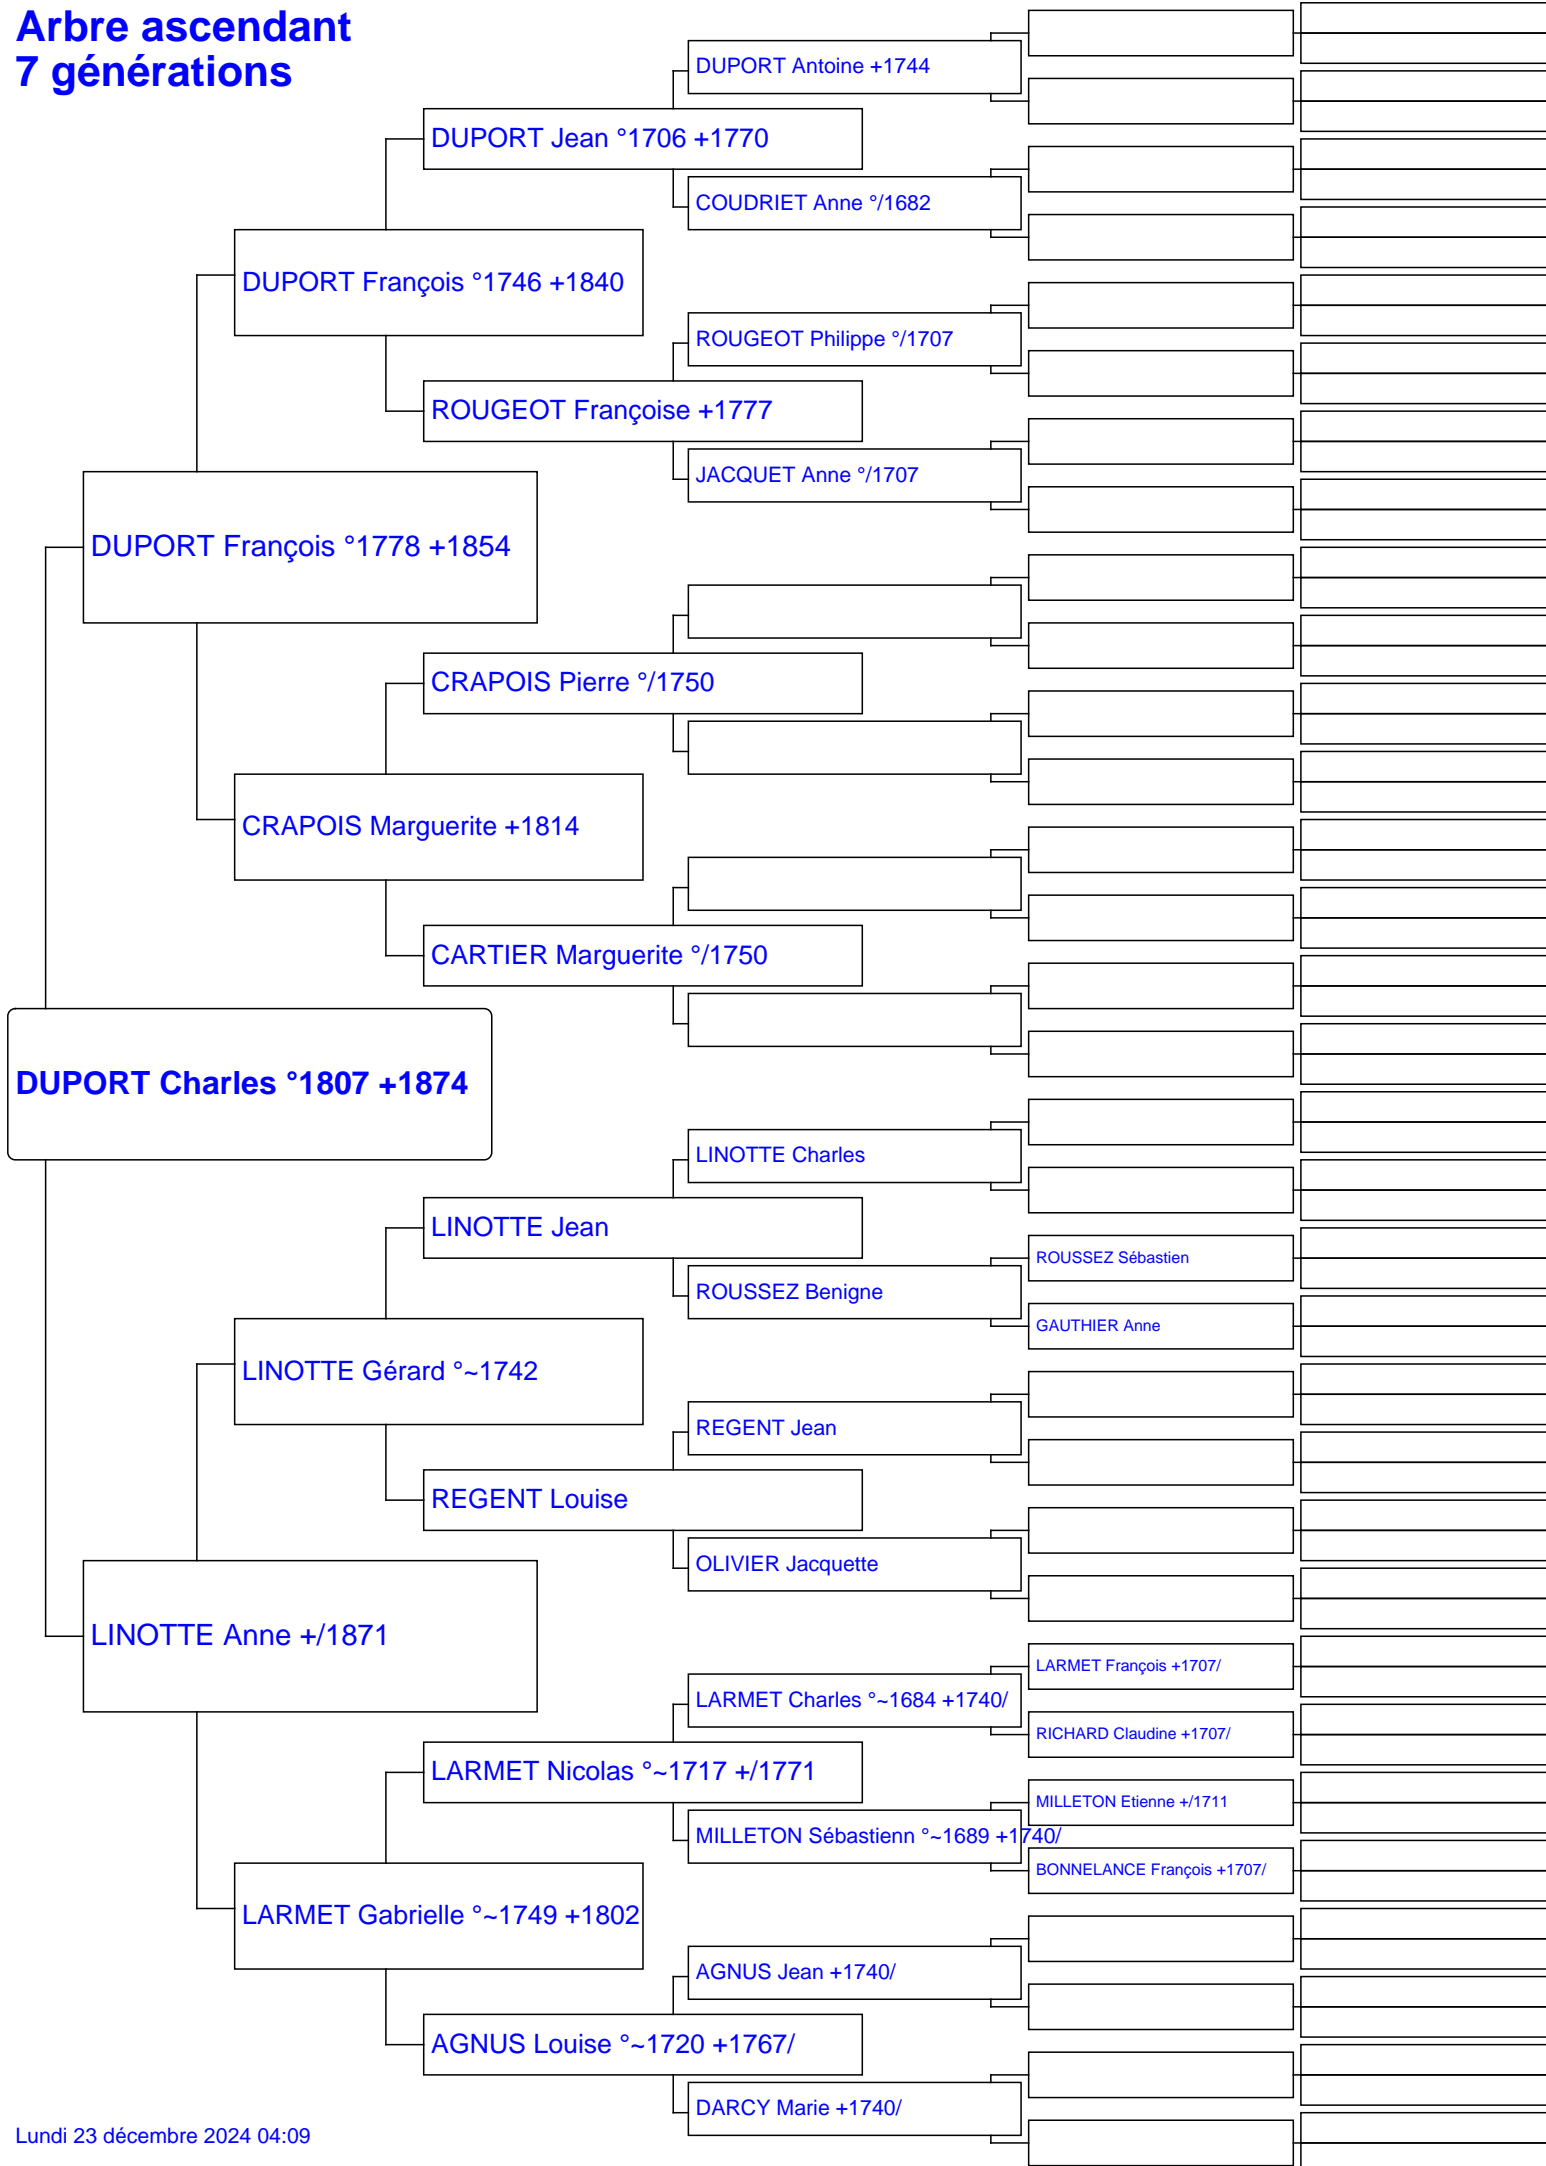 Arbre ascendant
7 générations
DUPORT Antoine +1744
DUPORT Jean °1706 +1770
COUDRIET Anne °/1682
DUPORT François °1746 +1840
ROUGEOT Philippe °/1707
ROUGEOT Françoise +1777
JACQUET Anne °/1707
DUPORT François °1778 +1854
CRAPOIS Pierre °/1750
CRAPOIS Marguerite +1814
CARTIER Marguerite °/1750
DUPORT Charles °1807 +1874
LINOTTE Charles
LINOTTE Jean
ROUSSEZ Sébastien
ROUSSEZ Benigne
GAUTHIER Anne
LINOTTE Gérard °~1742
REGENT Jean
REGENT Louise
OLIVIER Jacquette
LINOTTE Anne +/1871
LARMET François +1707/
LARMET Charles °~1684 +1740/
RICHARD Claudine +1707/
LARMET Nicolas °~1717 +/1771
MILLETON Etienne +/1711
MILLETON Sébastienn °~1689 +1740/
BONNELANCE François +1707/
LARMET Gabrielle °~1749 +1802
AGNUS Jean +1740/
AGNUS Louise °~1720 +1767/
DARCY Marie +1740/
Lundi 23 décembre 2024 04:09